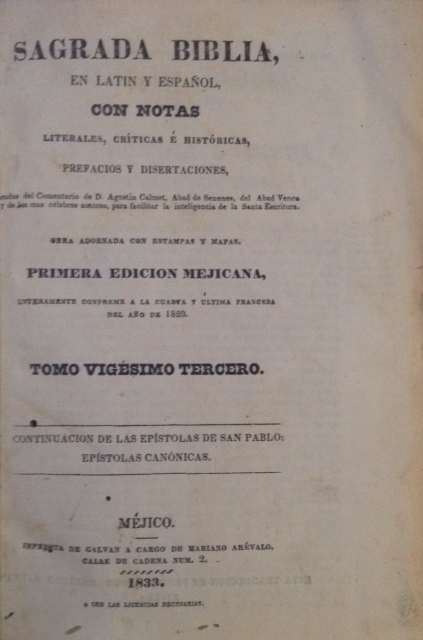 SAGRADA BIBLIA,
EN LATIN Y ESPAÑOL,
CON NOTAS
LITERALES, CRÍTICAS É HISTÓRICAS,
PREFACIOS Y DISERTACIONES,
del Comentario de D. Agustin Calmet, Abad de Senones, del Abad Vence
y de los mas célebres autores, para facilitar la inteligencia de la Santa Escritura.
OBRA ADORNADA CON ESTAMPAS Y MAPAS.
PRIMERA EDICION MEJICANA,
ENTERAMENTE CONFORME A LA CUARTA Y ÚLTIMA FRANCESA
DEL AÑO DE 1820.
TOMO VIGÉSIMO TERCERO.
CONTINUACION DE LAS EPÍSTOLAS DE SAN PABLO:
EPÍSTOLAS CANÓNICAS.
MÉJICO.
IMPRENTA DE GALVAN A CARGO DE MARIANO ARÉVALO,
CALLE DE CADENA NUM. 2.
1833.
CON LAS LICENCIAS NECESARIAS.